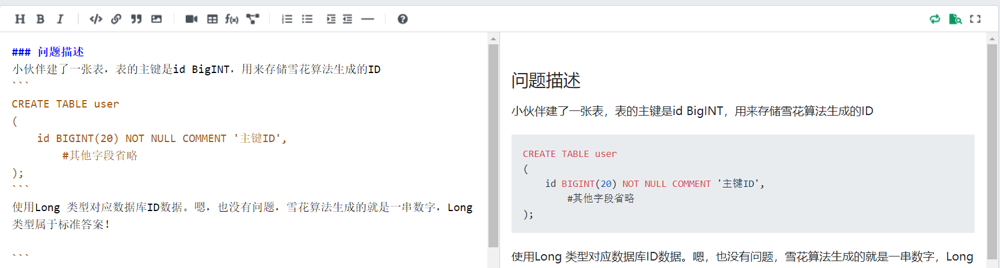 H B I </> f(x)
### 问题描述
小伙伴建了一张表，表的主键是id BigINT，用来存储雪花算法生成的ID
```
CREATE TABLE user
(
    id BIGINT(20) NOT NULL COMMENT '主键ID',
        #其他字段省略
);
```
使用Long 类型对应数据库ID数据。嗯，也没有问题，雪花算法生成的就是一串数字，Long
类型属于标准答案！
```
问题描述
小伙伴建了一张表，表的主键是id BigINT，用来存储雪花算法生成的ID
CREATE TABLE user
(
    id BIGINT(20) NOT NULL COMMENT '主键ID',
        #其他字段省略
);
使用Long 类型对应数据库ID数据。嗯，也没有问题，雪花算法生成的就是一串数字，Long